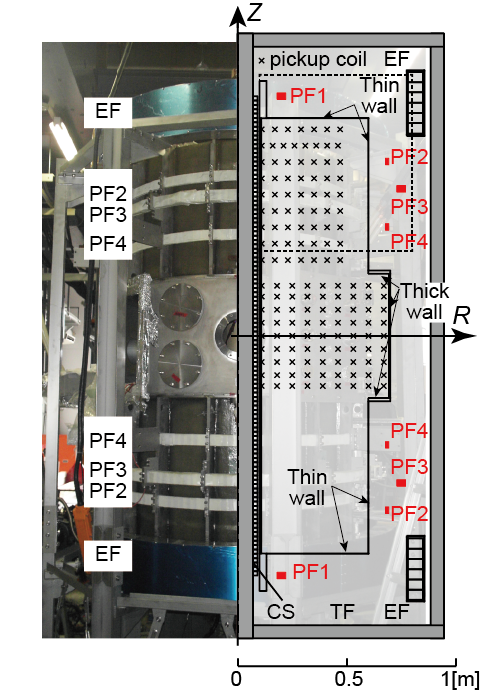 Z
× pickup coil
EF
Thin
wall
PF1
EF
PF2
PF2
PF3
PF3
PF4
PF4
Thick
wall
R
PF4
PF4
PF3
PF3
PF2
Thin
wall
PF2
EF
PF1
CS
TF
EF
0
0.5
1[m]